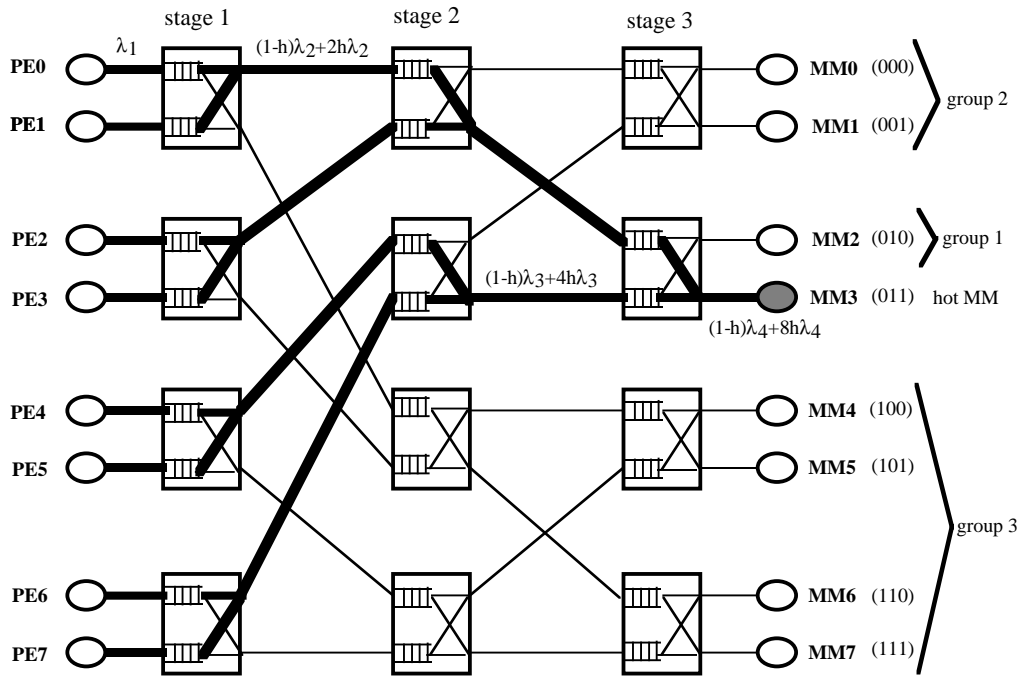 stage 1 stage 2 stage 3
PE0 λ1 (1-h)λ2+2hλ2 MM0 (000)
group 2
PE1 MM1 (001)
PE2 MM2 (010)
group 1
(1-h)λ3+4hλ3
PE3 MM3 (011) hot MM
(1-h)λ4+8hλ4
PE4 MM4 (100)
PE5 MM5 (101)
group 3
PE6 MM6 (110)
PE7 MM7 (111)